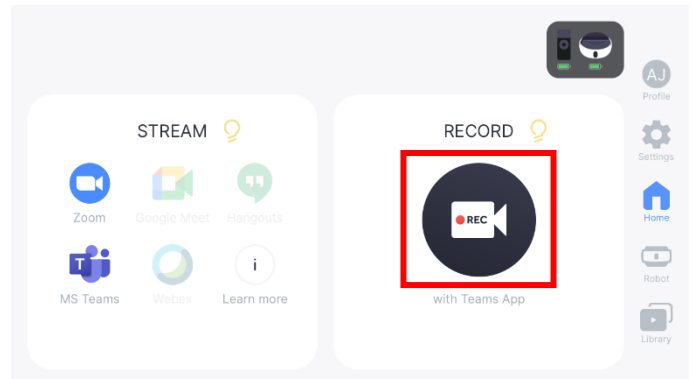 AJ
Profile
STREAM
RECORD
Settings
Zoom
Google Meet
Hangouts
REC
Home
T
i
MS Teams
Webex
Learn more
with Teams App
Robot
Library